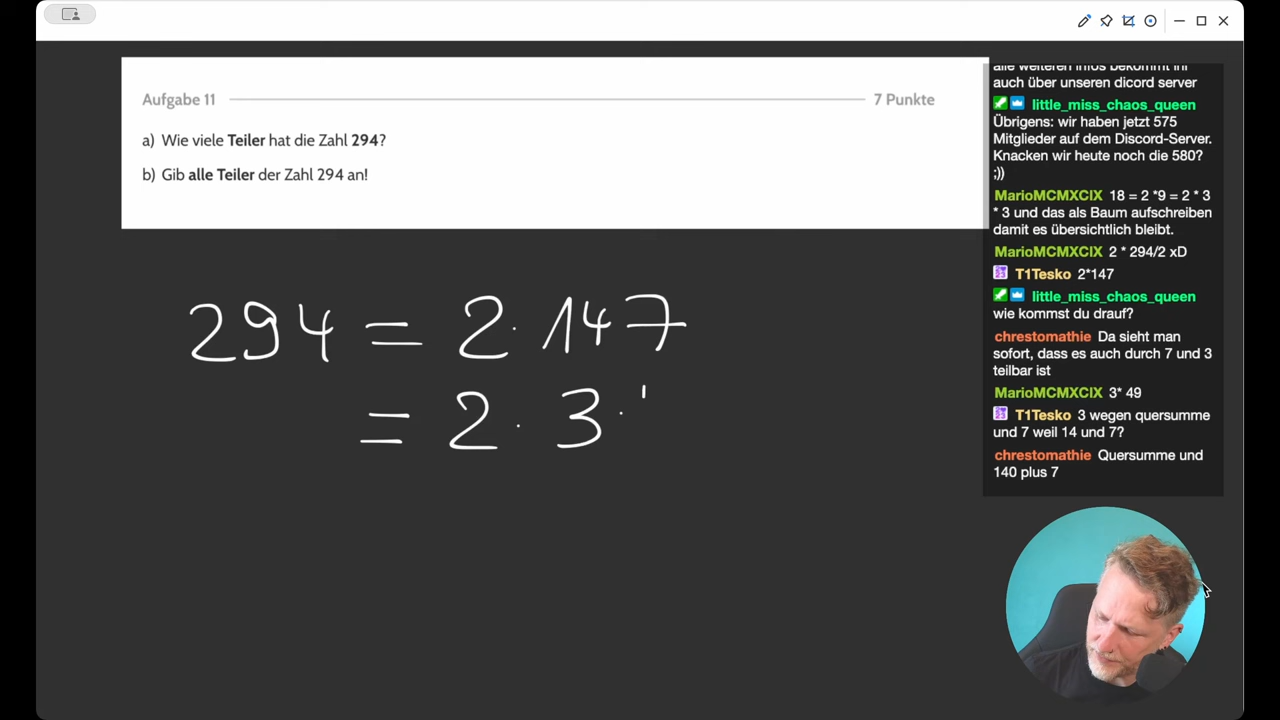 Aufgabe 11
7 Punkte
a) Wie viele Teiler hat die Zahl 294?
b) Gib alle Teiler der Zahl 294 an!
294 = 2 · 147
= 2 · 3 ·
alle weiteren infos bekommt ihr
auch über unseren dicord server
little_miss_chaos_queen
Übrigens: wir haben jetzt 575
Mitglieder auf dem Discord-Server.
Knacken wir heute noch die 580?
;))
MarioMCMXCIX 18 = 2 *9 = 2 * 3
* 3 und das als Baum aufschreiben
damit es übersichtlich bleibt.
MarioMCMXCIX 2 * 294/2 xD
T1Tesko 2*147
little_miss_chaos_queen
wie kommst du drauf?
chrestomathie Da sieht man
sofort, dass es auch durch 7 und 3
teilbar ist
MarioMCMXCIX 3* 49
T1Tesko 3 wegen quersumme
und 7 weil 14 und 7?
chrestomathie Quersumme und
140 plus 7